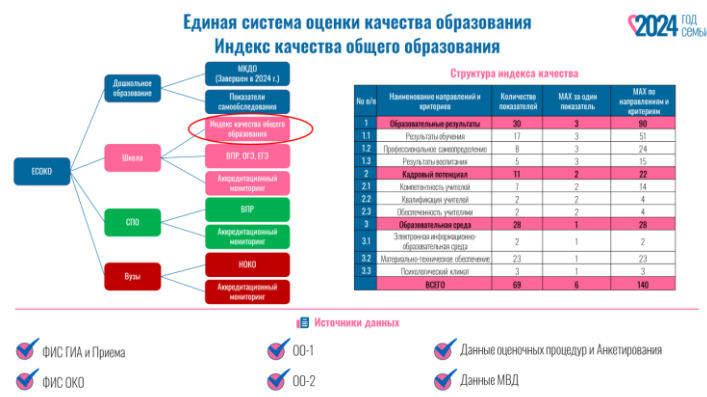 Единая система оценки качества образования
Индекс качества общего образования
2024 ГОД
СЕМЬИ
ЕСОКО
Дошкольное
образование
МКДО
(Завершен в 2024 г.)
Показатели
самообследования
Школа
Индекс качества общего
образования
ВПР, ОГЭ, ЕГЭ
Аккредитационный
мониторинг
СПО
ВПР
Аккредитационный
мониторинг
Вузы
НОКО
Аккредитационный
мониторинг
Структура индекса качества
No п/п Наименование направлений и критериев Количество показателей MAX за один показатель MAX по направлениям и критериям
1 Образовательные результаты 30 3 90
1.1 Результаты обучения 17 3 51
1.2 Профессиональное самоопределение 8 3 24
1.3 Результаты воспитания 5 3 15
2 Кадровый потенциал 11 2 22
2.1 Компетентность учителей 7 2 14
2.2 Квалификация учителей 2 2 4
2.3 Обеспеченность учителями 2 2 4
3 Образовательная среда 28 1 28
3.1 Электронная информационно-образовательная среда 2 1 2
3.2 Материально-техническое обеспечение 23 1 23
3.3 Психологический климат 3 1 3
ВСЕГО 69 6 140
Источники данных
ФИС ГИА и Приема
ОО-1
Данные оценочных процедур и Анкетирования
ФИС ОКО
ОО-2
Данные МВД